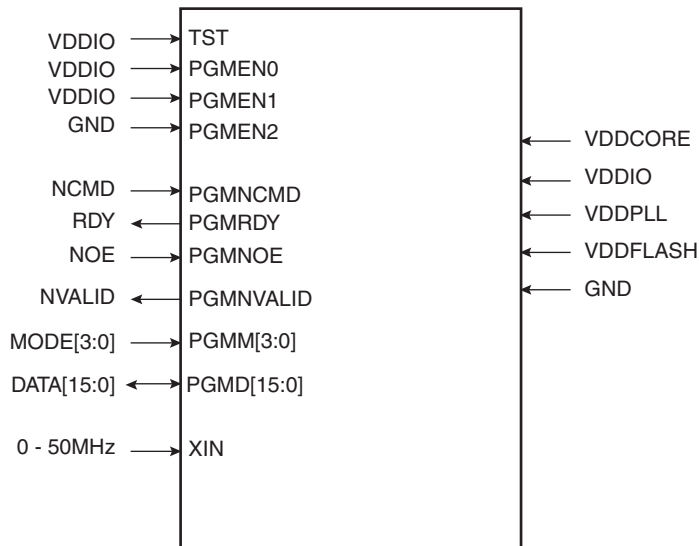 VDDIO TST
VDDIO PGMEN0
VDDIO PGMEN1
GND PGMEN2
VDDCORE
NCMD PGMNCMD
VDDIO
RDY PGMRDY
VDDPLL
NOE PGMNOE
VDDFLASH
NVALID PGMNVALID
GND
MODE[3:0] PGMM[3:0]
DATA[15:0] PGMD[15:0]
0 - 50MHz XIN